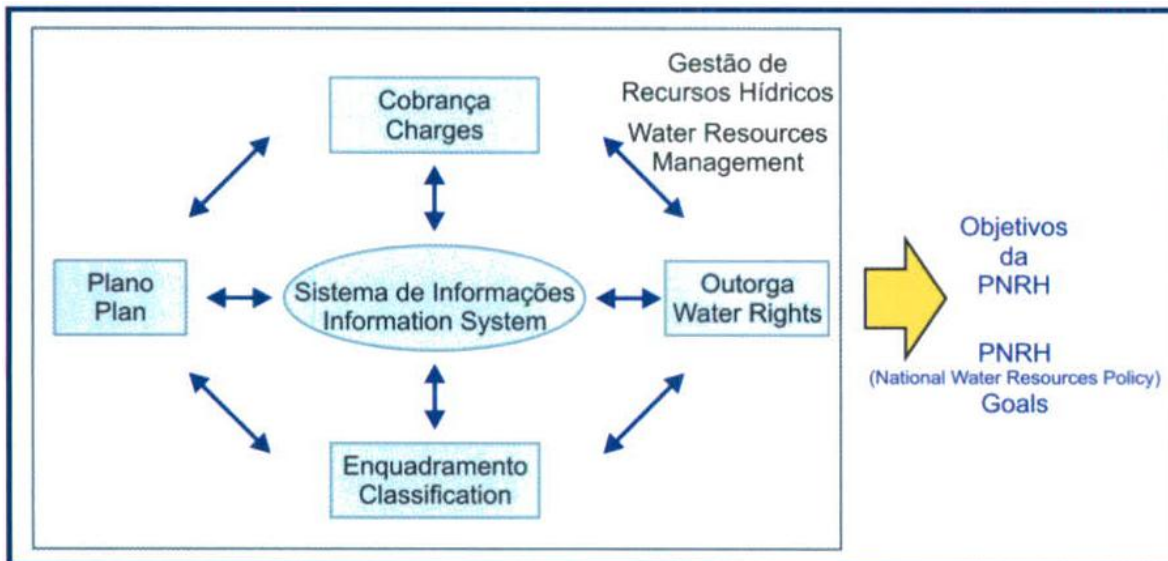 Gestão de
Recursos Hídricos
Water Resources
Management
Cobrança
Charges
Plano
Plan
Sistema de Informações
Information System
Outorga
Water Rights
Enquadramento
Classification
Objetivos
da
PNRH
PNRH
(National Water Resources Policy)
Goals